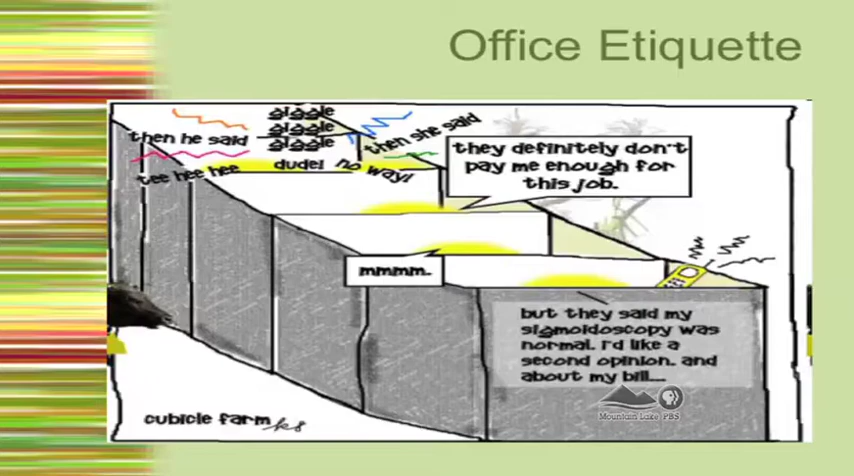 Office Etiquette
giggle
giggle
giggle
then he said
then she said
tee hee hee
dude! no way!
they definitely don't
pay me enough for
this job.
mmmm.
but they said my
sigmoidoscopy was
normal. i'd like a
second opinion. and
about my bill....
cubicle farm ks
Mountain Lake PBS